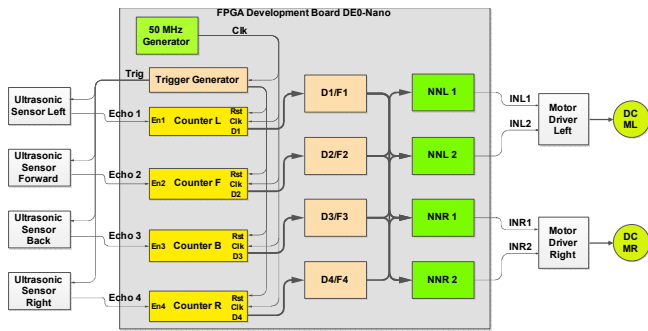 FPGA Development Board DE0-Nano
50 MHz
Generator
Clk
Trig
Trigger Generator
Ultrasonic
Sensor Left
Echo 1
En1 Counter L
Rst
Clk
D1
D1/F1
NNL 1
INL1
INL2
Motor
Driver
Left
DC
ML
Ultrasonic
Sensor
Forward
Echo 2
En2 Counter F
Rst
Clk
D2
D2/F2
NNL 2
Ultrasonic
Sensor
Back
Echo 3
En3 Counter B
Rst
Clk
D3
D3/F3
NNR 1
INR1
INR2
Motor
Driver
Right
DC
MR
Ultrasonic
Sensor
Right
Echo 4
En4 Counter R
Rst
Clk
D4
D4/F4
NNR 2